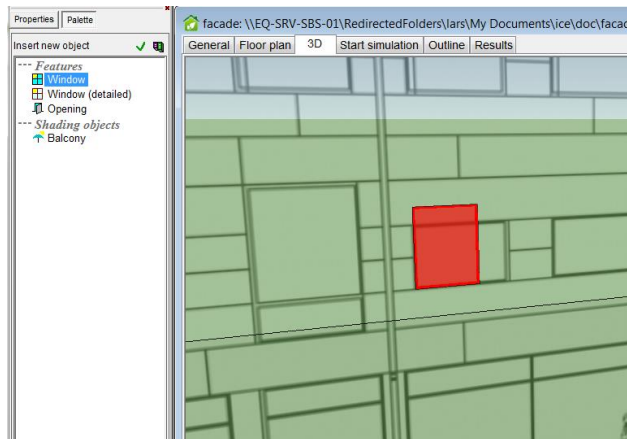 Properties Palette
Insert new object
--- Features
Window
Window (detailed)
Opening
--- Shading objects
Balcony
facade: \\EQ-SRV-SBS-01\RedirectedFolders\lars\My Documents\ice\doc\facad
General Floor plan 3D Start simulation Outline Results